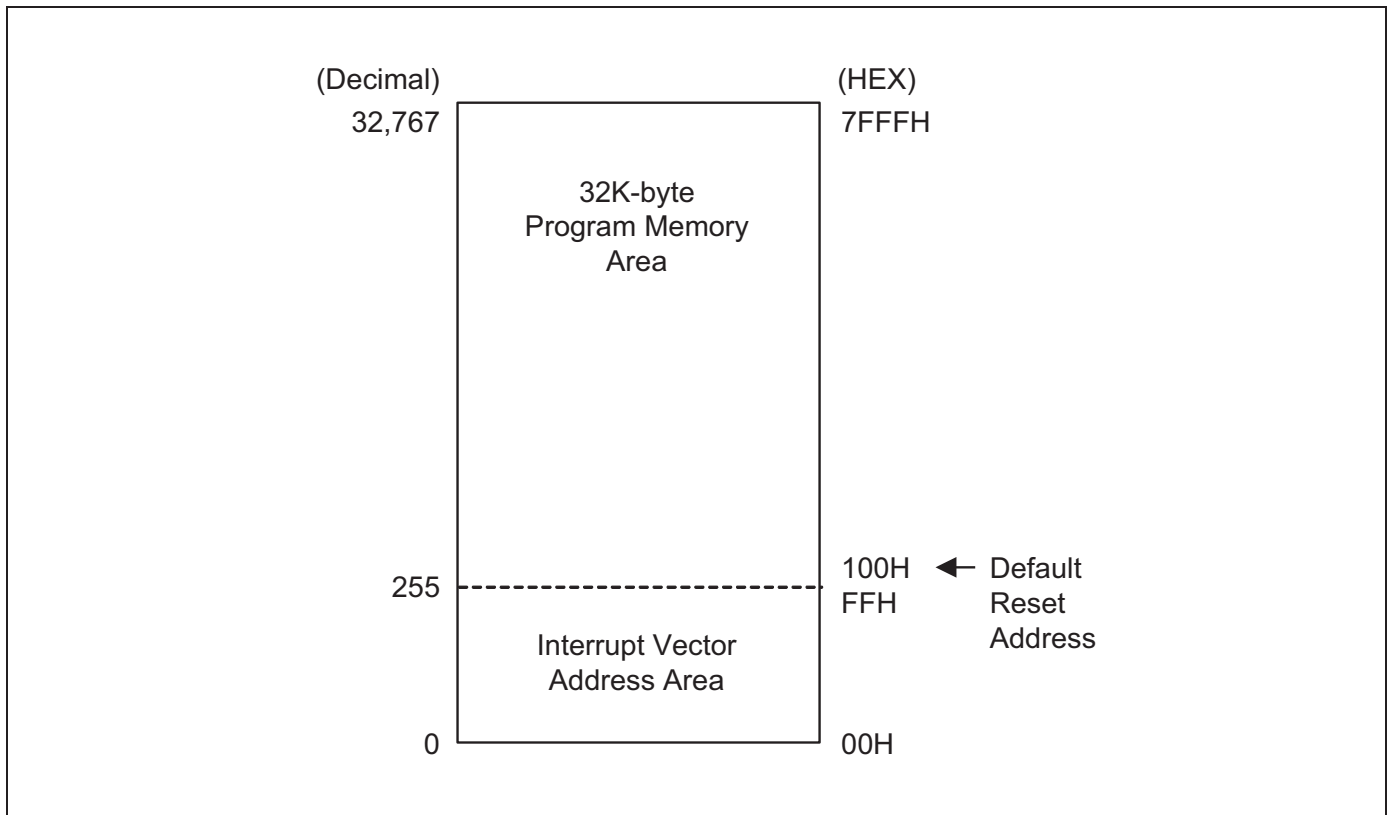 (Decimal)
(HEX)
32,767
7FFFH
32K-byte
Program Memory
Area
255
100H
Default
FFH
Reset
Address
Interrupt Vector
Address Area
0
00H